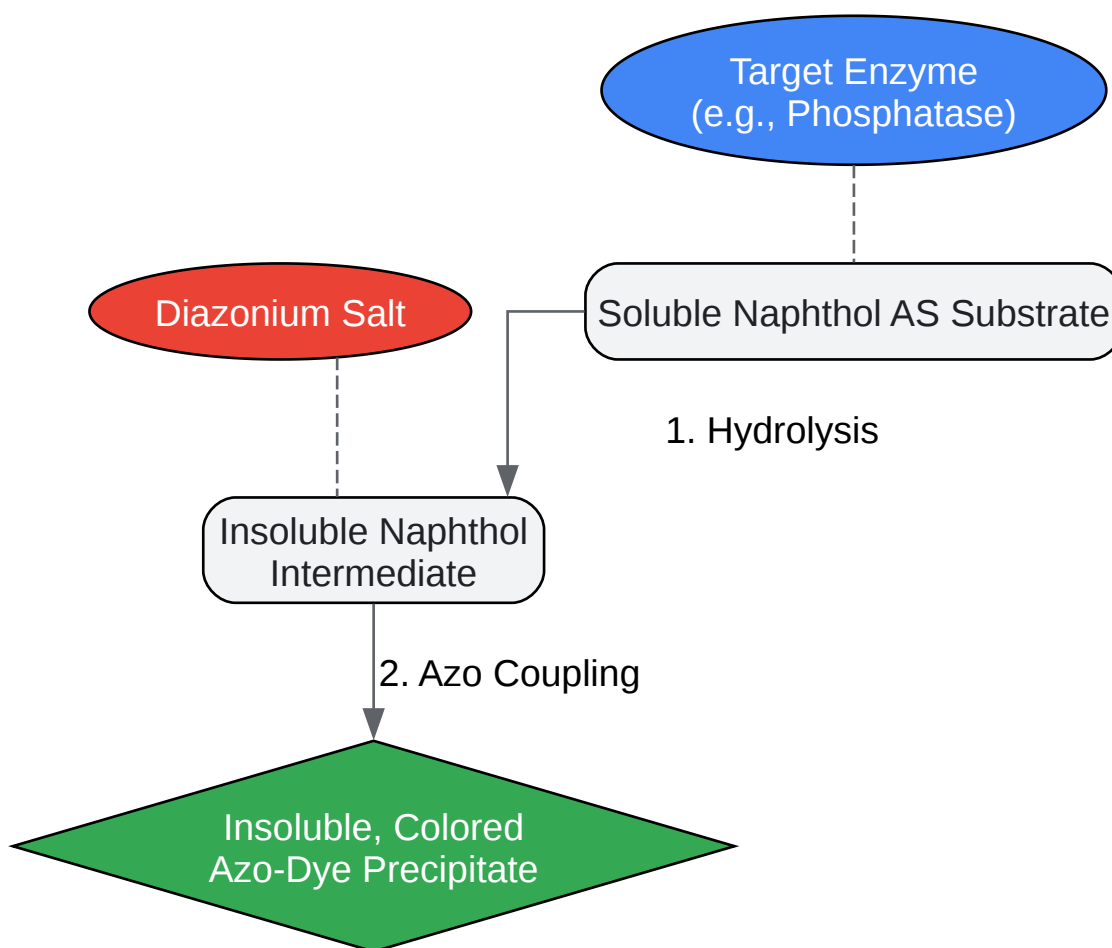 Target Enzyme
(e.g., Phosphatase)
Diazonium Salt
Soluble Naphthol AS Substrate
1. Hydrolysis
Insoluble Naphthol
Intermediate
2. Azo Coupling
Insoluble, Colored
Azo-Dye Precipitate